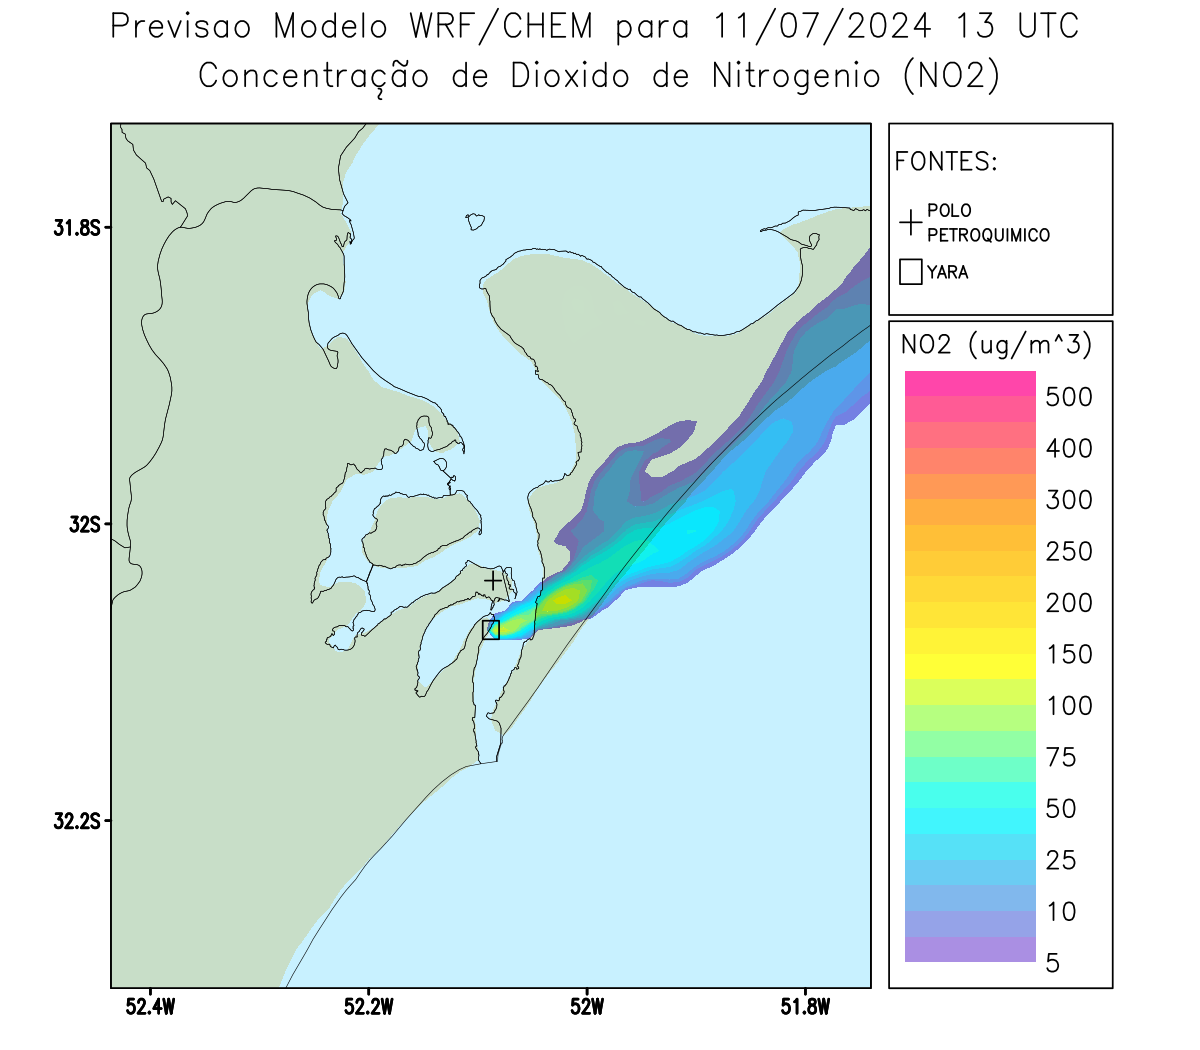 Previsao Modelo WRF/CHEM para 11/07/2024 13 UTC
Concentração de Dioxido de Nitrogenio (NO2)
FONTES:
POLO
PETROQUIMICO
YARA
NO2 (ug/m^3)
500
400
300
250
200
150
100
75
50
25
10
5
31.8S
32S
32.2S
52.4W
52.2W
52W
51.8W